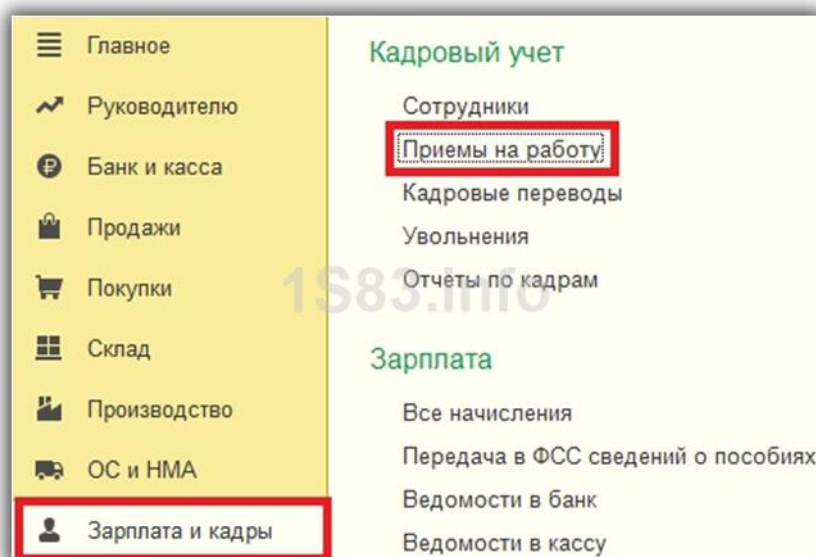 Главное
Руководителю
Банк и касса
Продажи
Покупки
Склад
Производство
ОС и НМА
Зарплата и кадры
Кадровый учет
Сотрудники
Приемы на работу
Кадровые переводы
Увольнения
Отчеты по кадрам
Зарплата
Все начисления
Передача в ФСС сведений о пособиях
Ведомости в банк
Ведомости в кассу
1S83.Info